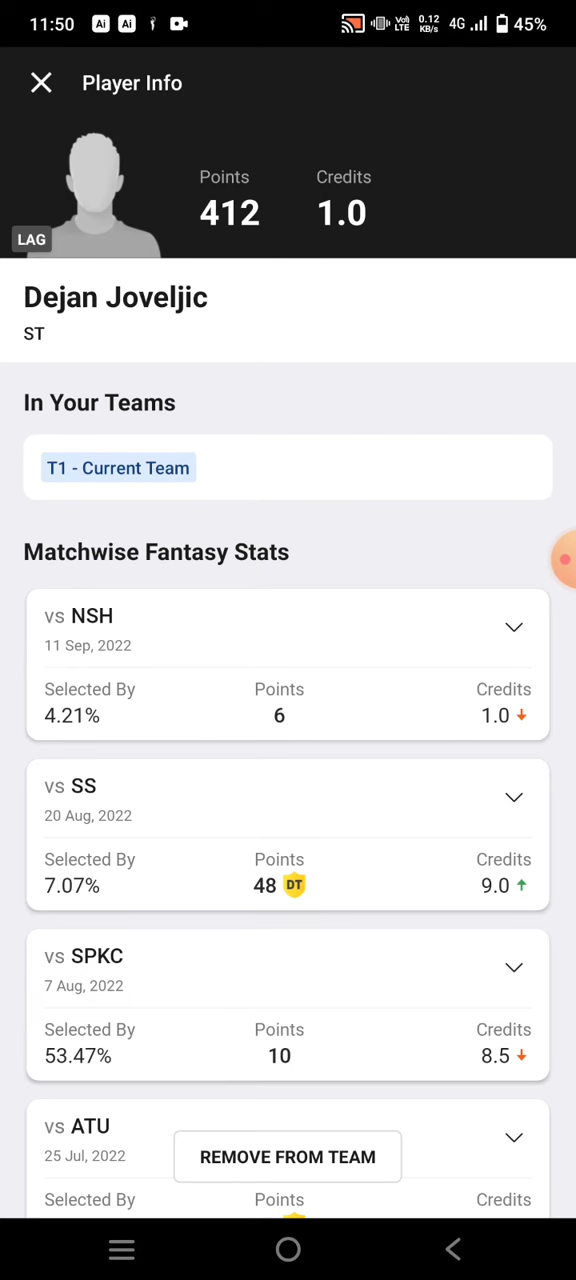 11:50 Ai Ai Vol LTE 0.12 KB/s 4G 45%
Player Info
Points Credits
412 1.0
LAG
Dejan Joveljic
ST
In Your Teams
T1 - Current Team
Matchwise Fantasy Stats
vs NSH
11 Sep, 2022
Selected By Points Credits
4.21% 6 1.0
vs SS
20 Aug, 2022
Selected By Points Credits
7.07% 48 DT 9.0
vs SPKC
7 Aug, 2022
Selected By Points Credits
53.47% 10 8.5
vs ATU
25 Jul, 2022
REMOVE FROM TEAM
Selected By Points Credits